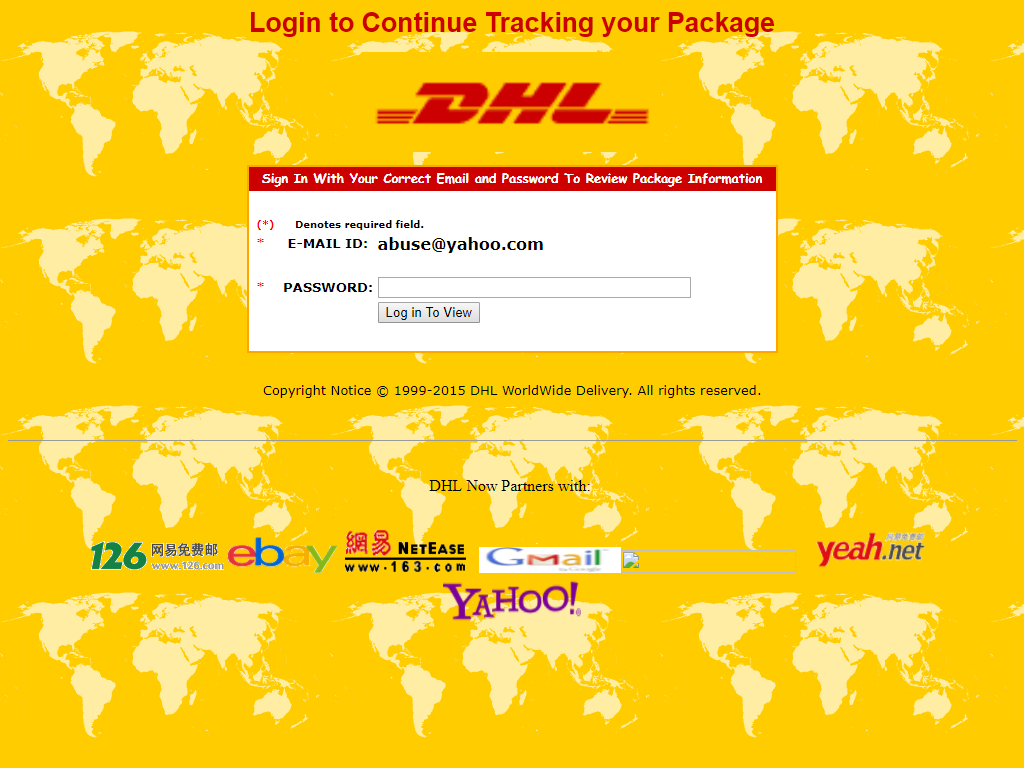 Login to Continue Tracking your Package
DHL
Sign In With Your Correct Email and Password To Review Package Information
(*) Denotes required field.
* E-MAIL ID: abuse@yahoo.com
* PASSWORD:
Log in To View
Copyright Notice © 1999-2015 DHL WorldWide Delivery. All rights reserved.
DHL Now Partners with:
126 网易免费邮
www.126.com
ebay
網易 NETEASE
www.163.com
Gmail
by Google
yeah.net
网易免费邮
YAHOO!